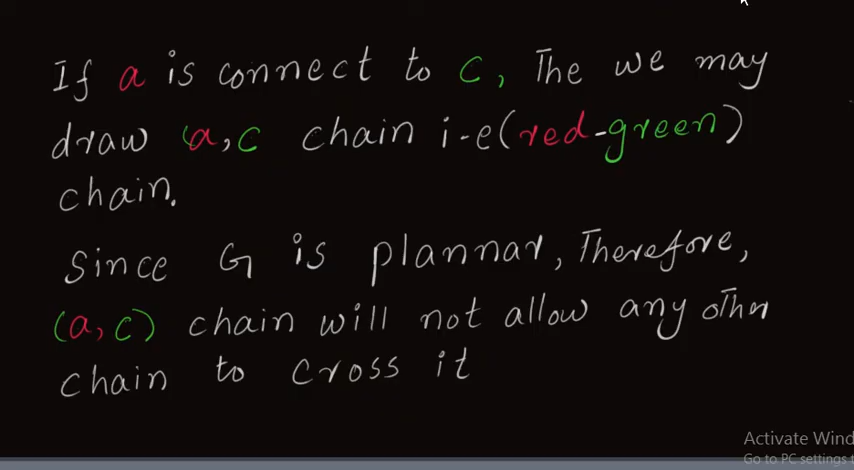 If a is connect to c, The we may
draw (a,c chain i-e(red-green)
chain.
Since G is plannar, Therefore,
(a,c) chain will not allow any other
chain to cross it
Activate Wind
Go to PC settings t